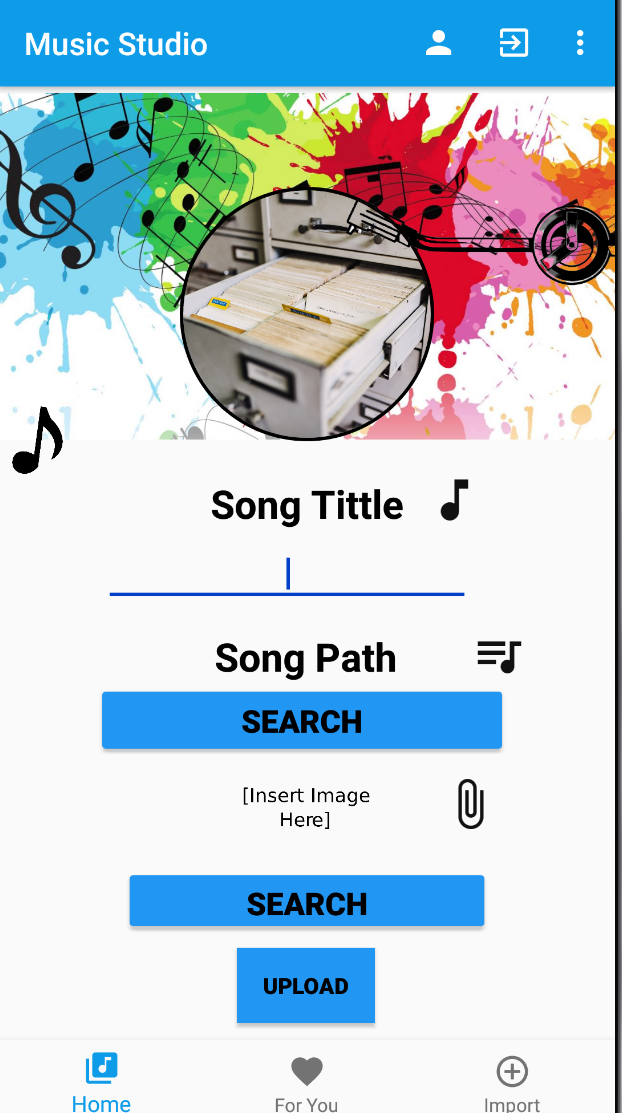 Music Studio
Song Tittle
Song Path
SEARCH
[Insert Image
Here]
SEARCH
UPLOAD
Home
For You
Import